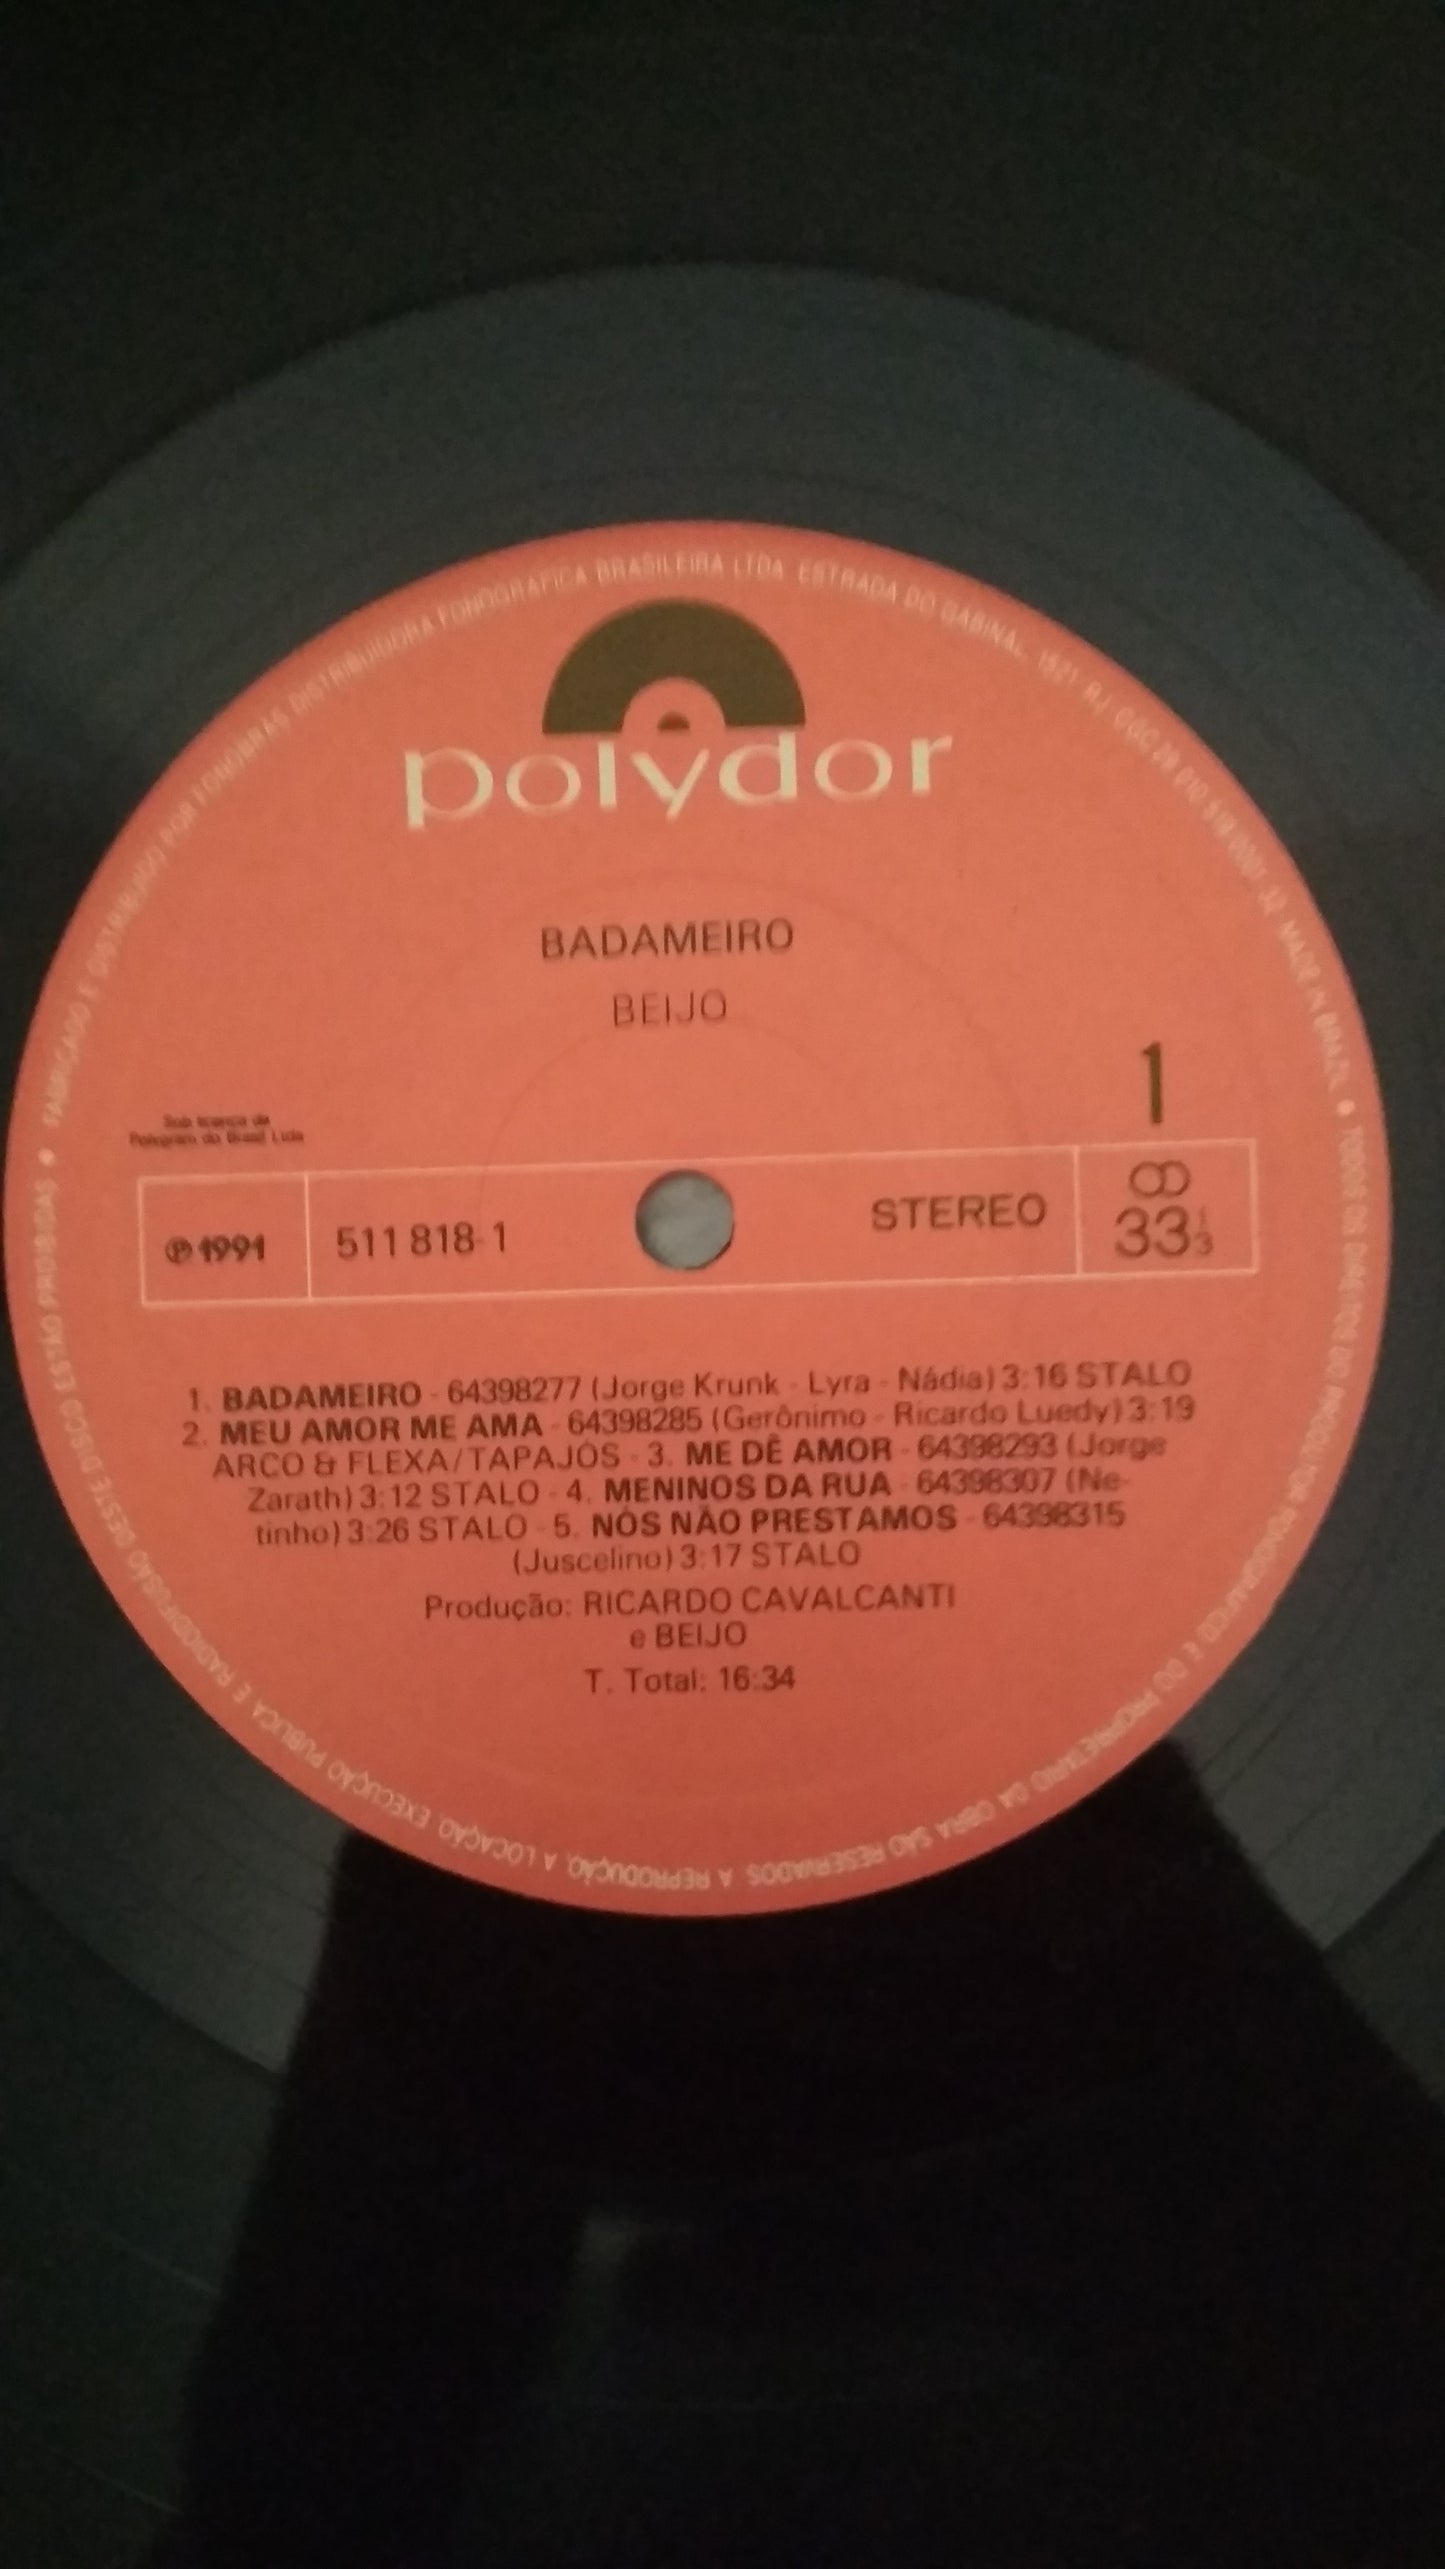 FABRICADO E DISTRIBUIDO POR FONOBRÁS DISTRIBUIDORA FONOGRÁFICA BRASILEIRA LTDA ESTRADA DO GABINAL, 1521 RJ CGC MADE IN BRAZIL • TODOS OS DIREITOS DO PRODUTOR FONOGRÁFICO E DO PROPRIETÁRIO DA OBRA SÃO RESERVADOS. A REPRODUÇÃO, A LOCAÇÃO, EXECUÇÃO PÚBLICA E RADIODIFUSÃO DESTE DISCO ESTÃO PROIBIDAS •
polydor
BADAMEIRO
BEIJO
1
Sob licença de
Polygram do Brasil Ltda
℗ 1991 511 818-1 STEREO
33 1/3
1. BADAMEIRO - 64398277 (Jorge Krunk - Lyra - Nádia) 3:16 STALO
2. MEU AMOR ME AMA - 64398285 (Gerônimo - Ricardo Luedy) 3:19
ARCO & FLEXA/TAPAJÓS - 3. ME DÊ AMOR - 64398293 (Jorge
Zarath) 3:12 STALO - 4. MENINOS DA RUA - 64398307 (Ne-
tinho) 3:26 STALO - 5. NÓS NÃO PRESTAMOS - 64398315
(Juscelino) 3:17 STALO
Produção: RICARDO CAVALCANTI
e BEIJO
T. Total: 16:34